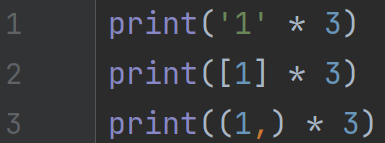 1 print('1' * 3)
2 print([1] * 3)
3 print((1,) * 3)